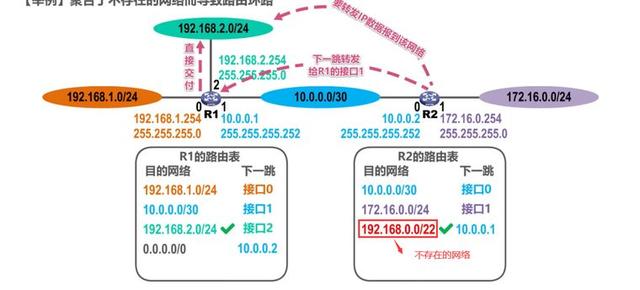 【举例】聚合了不存在的网络而导致路由环路
要转发IP数据报到该网络
192.168.2.0/24
直接交付
192.168.2.254
255.255.255.0
下一跳转发
给R1的接口1
2
192.168.1.0/24
0
1
R1
10.0.0.0/30
0
1
R2
172.16.0.0/24
192.168.1.254
255.255.255.0
10.0.0.1
255.255.255.252
10.0.0.2
255.255.255.252
172.16.0.254
255.255.255.0
R1的路由表
目的网络 下一跳
192.168.1.0/24 接口0
10.0.0.0/30 接口1
192.168.2.0/24 接口2
0.0.0.0/0 10.0.0.2
R2的路由表
目的网络 下一跳
10.0.0.0/30 接口0
172.16.0.0/24 接口1
192.168.0.0/22 10.0.0.1
不存在的网络